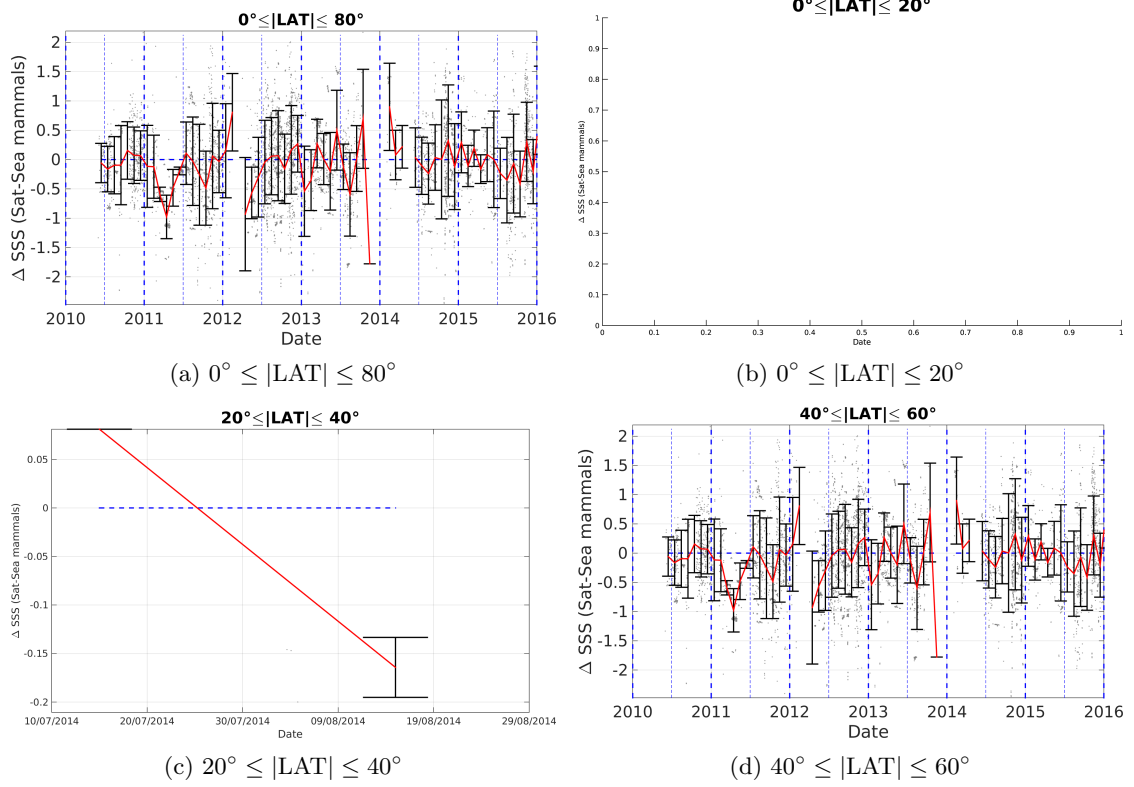 0°≤|LAT|≤ 80°
Δ SSS (Sat-Sea mammals)
2
1.5
1
0.5
0
-0.5
-1
-1.5
-2
2010 2011 2012 2013 2014 2015 2016
Date
(a) 0° ≤ |LAT| ≤ 80°
0°≤|LAT|≤ 20°
Δ SSS (Sat-Sea mammals)
1
0.9
0.8
0.7
0.6
0.5
0.4
0.3
0.2
0.1
0
0 0.1 0.2 0.3 0.4 0.5 0.6 0.7 0.8 0.9 1
Date
(b) 0° ≤ |LAT| ≤ 20°
20°≤|LAT|≤ 40°
Δ SSS (Sat-Sea mammals)
0.05
0
-0.05
-0.1
-0.15
-0.2
10/07/2014 20/07/2014 30/07/2014 09/08/2014 19/08/2014 29/08/2014
Date
(c) 20° ≤ |LAT| ≤ 40°
40°≤|LAT|≤ 60°
Δ SSS (Sat-Sea mammals)
2
1.5
1
0.5
0
-0.5
-1
-1.5
-2
2010 2011 2012 2013 2014 2015 2016
Date
(d) 40° ≤ |LAT| ≤ 60°